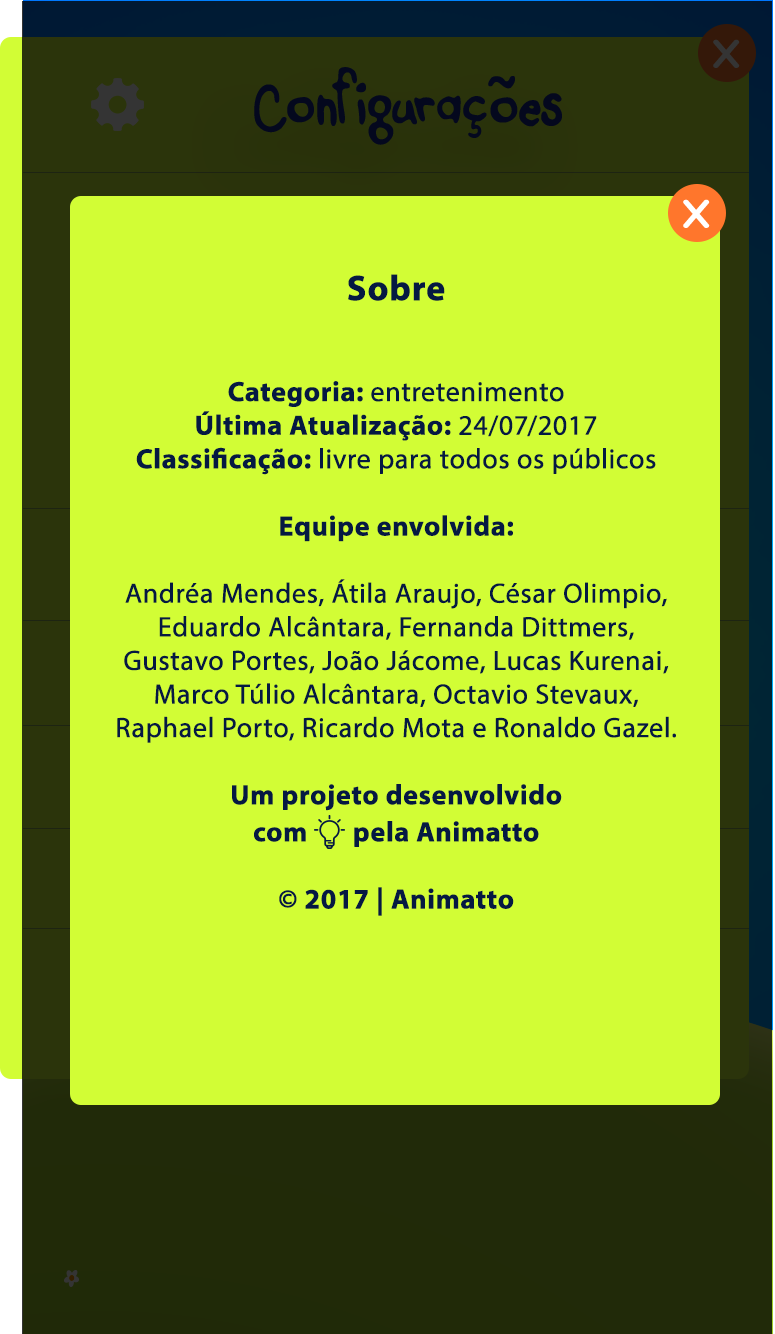 Configurações
Sobre
Categoria: entretenimento
Última Atualização: 24/07/2017
Classificação: livre para todos os públicos
Equipe envolvida:
Andréa Mendes, Átila Araujo, César Olimpio,
Eduardo Alcântara, Fernanda Dittmers,
Gustavo Portes, João Jácome, Lucas Kurenai,
Marco Túlio Alcântara, Octavio Stevaux,
Raphael Porto, Ricardo Mota e Ronaldo Gazel.
Um projeto desenvolvido
com pela Animatto
© 2017 | Animatto